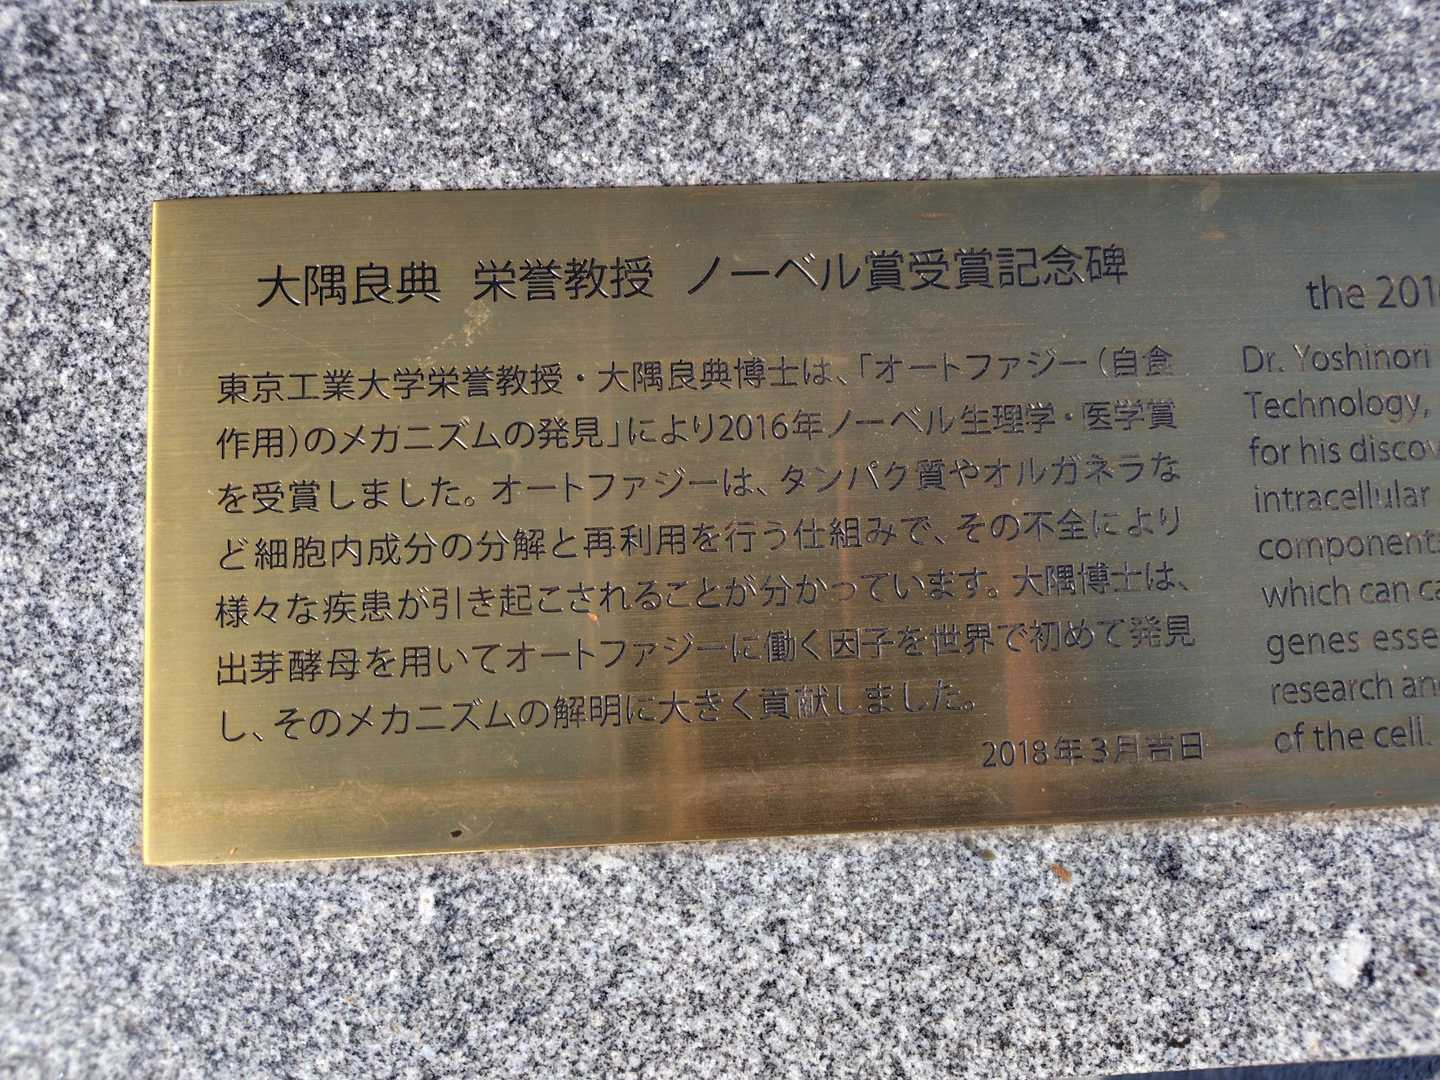 大隅良典 栄誉教授 ノーベル賞受賞記念碑
東京工業大学栄誉教授・大隅良典博士は、「オートファジー（自食
作用）のメカニズムの発見」により2016年ノーベル生理学・医学賞
を受賞しました。オートファジーは、タンパク質やオルガネラな
ど細胞内成分の分解と再利用を行う仕組みで、その不全により
様々な疾患が引き起こされることが分かっています。大隅博士は、
出芽酵母を用いてオートファジーに働く因子を世界で初めて発見
し、そのメカニズムの解明に大きく貢献しました。
2018年3月吉日
the 201
Dr. Yoshinori
Technology,
for his discov
intracellular
components
which can ca
genes esse
research an
of the cell.